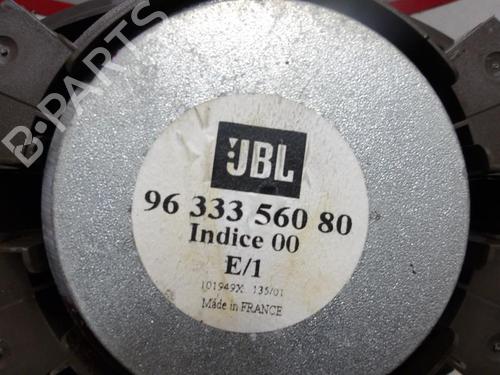 JBL
96 333 560 80
Indice 00
E/1
101949X 135/01
Made in FRANCE
B-PARTS